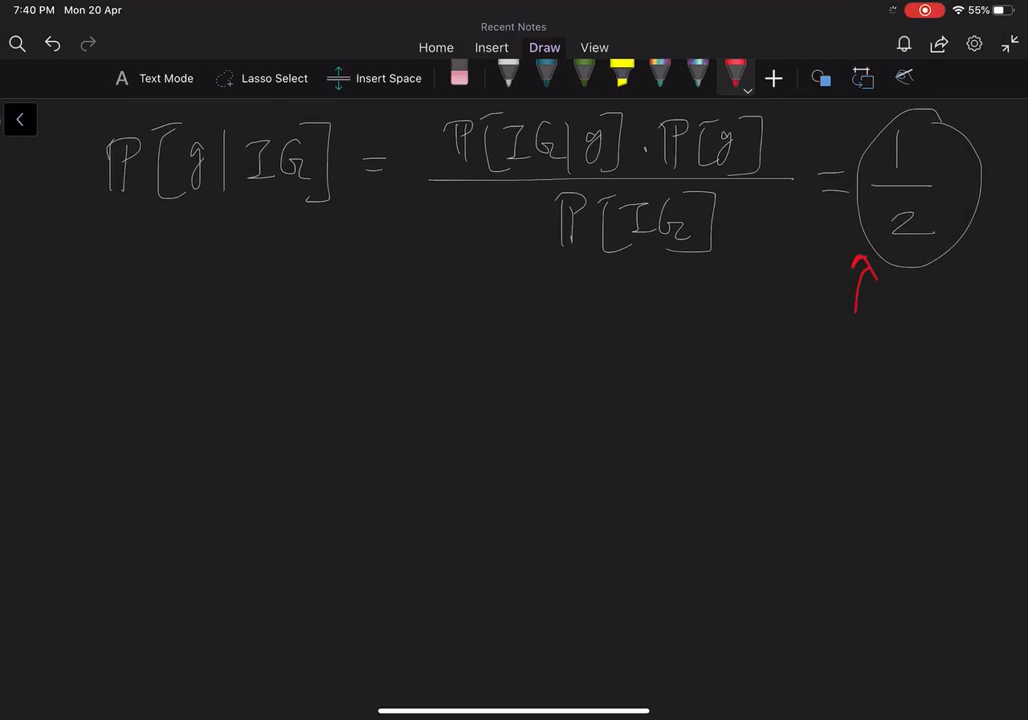 7:40 PM Mon 20 Apr
55%
Recent Notes
Home Insert Draw View
A Text Mode Lasso Select Insert Space
ℙ[g|IG] = ℙ[IG|g] · ℙ[g] / ℙ[IG] = 1/2